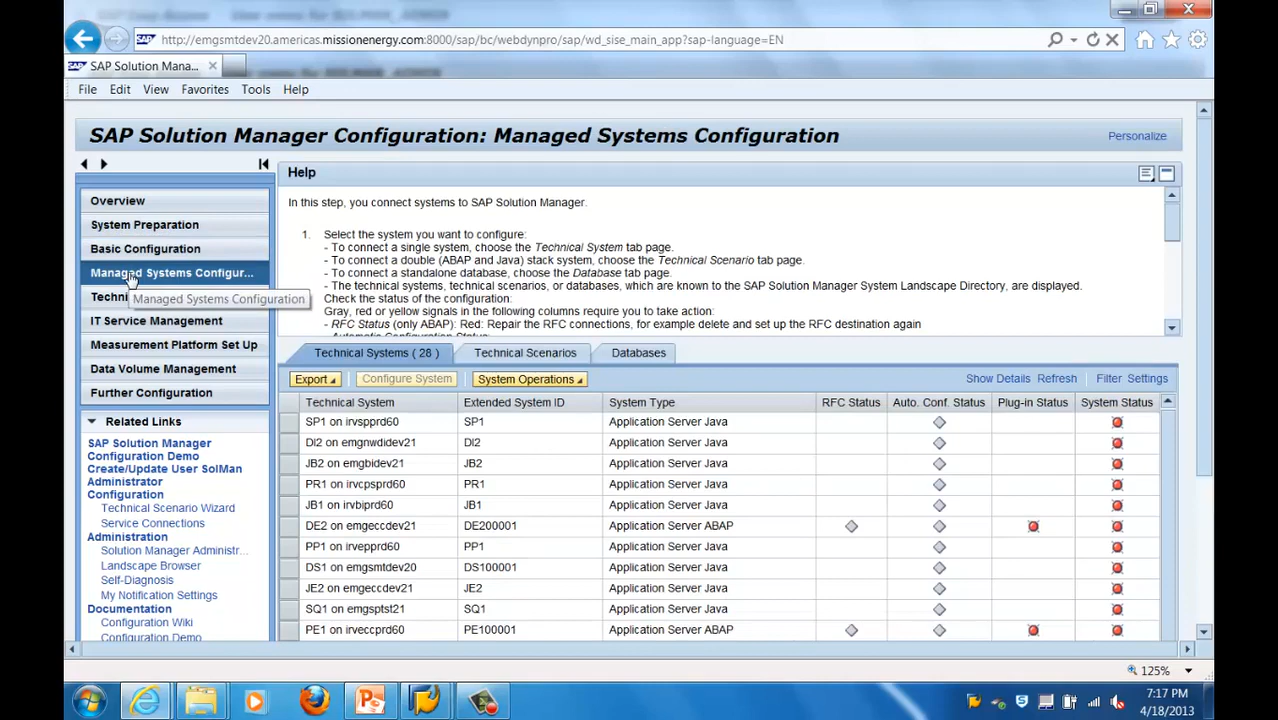 http://emgsmtdev20.americas.missionenergy.com:8000/sap/bc/webdynpro/sap/wd_sise_main_app?sap-language=EN
SAP Solution Mana...
File Edit View Favorites Tools Help
SAP Solution Manager Configuration: Managed Systems Configuration
Personalize
Overview
System Preparation
Basic Configuration
Managed Systems Configur...
Techni
Managed Systems Configuration
IT Service Management
Measurement Platform Set Up
Data Volume Management
Further Configuration
Related Links
SAP Solution Manager
Configuration Demo
Create/Update User SolMan
Administrator
Configuration
Technical Scenario Wizard
Service Connections
Administration
Solution Manager Administr...
Landscape Browser
Self-Diagnosis
My Notification Settings
Documentation
Configuration Wiki
Configuration Demo
Help
In this step, you connect systems to SAP Solution Manager.
1. Select the system you want to configure:
- To connect a single system, choose the Technical System tab page.
- To connect a double (ABAP and Java) stack system, choose the Technical Scenario tab page.
- To connect a standalone database, choose the Database tab page.
- The technical systems, technical scenarios, or databases, which are known to the SAP Solution Manager System Landscape Directory, are displayed.
Check the status of the configuration:
Gray, red or yellow signals in the following columns require you to take action:
- RFC Status (only ABAP): Red: Repair the RFC connections, for example delete and set up the RFC destination again
- Automatic Configuration Status:
Technical Systems ( 28 ) Technical Scenarios Databases
Export Configure System System Operations Show Details Refresh Filter Settings
Technical System Extended System ID System Type RFC Status Auto. Conf. Status Plug-in Status System Status
SP1 on irvspprd60 SP1 Application Server Java
DI2 on emgnwdidev21 DI2 Application Server Java
JB2 on emgbidev21 JB2 Application Server Java
PR1 on irvcpsprd60 PR1 Application Server Java
JB1 on irvbiprd60 JB1 Application Server Java
DE2 on emgeccdev21 DE200001 Application Server ABAP
PP1 on irvepprd60 PP1 Application Server Java
DS1 on emgsmtdev20 DS100001 Application Server Java
JE2 on emgeccdev21 JE2 Application Server Java
SQ1 on emgsptst21 SQ1 Application Server Java
PE1 on irveccprd60 PE100001 Application Server ABAP
125%
7:17 PM
4/18/2013